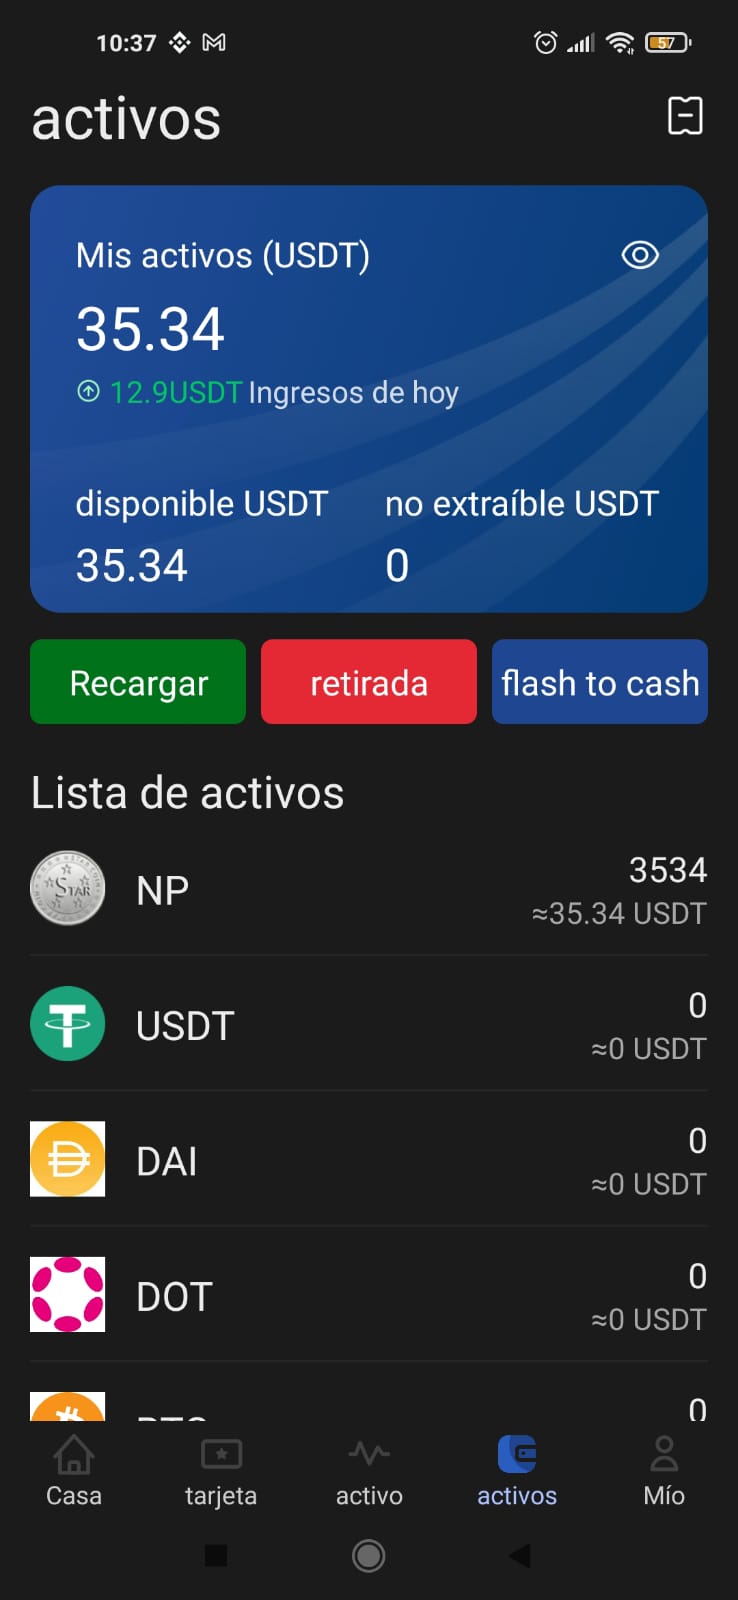 10:37
57
activos
Mis activos (USDT)
35.34
12.9USDT Ingresos de hoy
disponible USDT no extraíble USDT
35.34 0
Recargar retirada flash to cash
Lista de activos
STAR
NP 3534
≈35.34 USDT
USDT 0
≈0 USDT
DAI 0
≈0 USDT
DOT 0
≈0 USDT
0
Casa tarjeta activo activos Mío